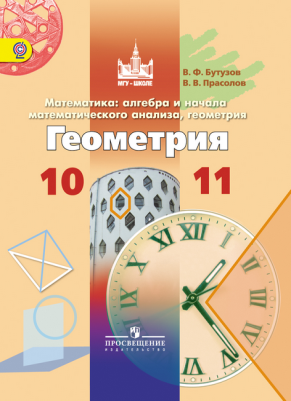 МГУ - ШКОЛЕ
В. Ф. Бутузов
В. В. Прасолов
Математика: алгебра и начала
математического анализа, геометрия
Геометрия
10
11
ПРОСВЕЩЕНИЕ
ИЗДАТЕЛЬСТВО